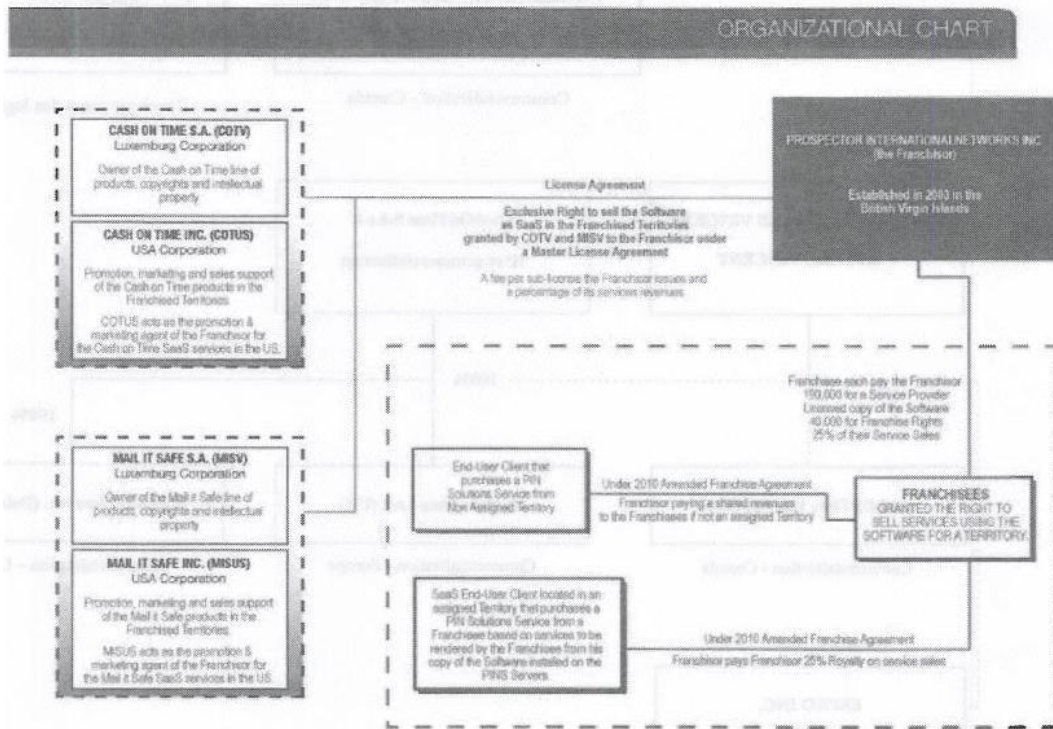 ORGANIZATIONAL CHART
CASH ON TIME S.A. (COTV)
Luxemburg Corporation
Owner of the Cash on Time line of
products, copyrights and intellectual
property
CASH ON TIME INC. (COTUS)
USA Corporation
Promotion, marketing and sales support
of the Cash on Time products in the
Franchised Territories
COTUS acts as the promotion &
marketing agent of the Franchisor for
the Cash on Time SaaS services in the US.
MAIL IT SAFE S.A. (MISV)
Luxemburg Corporation
Owner of the Mail it Safe line of
products, copyrights and intellectual
property
MAIL IT SAFE INC. (MISUS)
USA Corporation
Promotion, marketing and sales support
of the Mail it Safe products in the
Franchised Territories
MISUS acts as the promotion &
marketing agent of the Franchisor for
the Mail it Safe SaaS services in the US.
License Agreement
Exclusive Right to sell the Software
as SaaS in the Franchised Territories
granted by COTV and MISV to the Franchisor under
a Master License Agreement
A fee per sub-license the Franchisor issues and
a percentage of its services revenues
PROSPECTOR INTERNATIONAL NETWORKS INC
(the Franchisor)
Established in 2003 in the
British Virgin Islands
Franchisee each pay the Franchisor
for a Service Provider
Licensed copy of the Software
40,000 for Franchise Rights
25% of their Service Sales
End-User Client that
purchases a PIN
Solutions Service from
Non Assigned Territory
Under 2010 Amended Franchise Agreement
Franchisor paying a shared revenues
to the Franchisees if not an assigned Territory
FRANCHISEES
GRANTED THE RIGHT TO
SELL SERVICES USING THE
SOFTWARE FOR A TERRITORY.
SaaS End-User Client located in an
assigned Territory that purchases a
PIN Solutions Service from a
Franchisee based on services to be
rendered by the Franchisee from his
copy of the Software installed on the
PINS Servers.
Under 2010 Amended Franchise Agreement
Franchisor pays Franchisor 25% Royalty on service sales